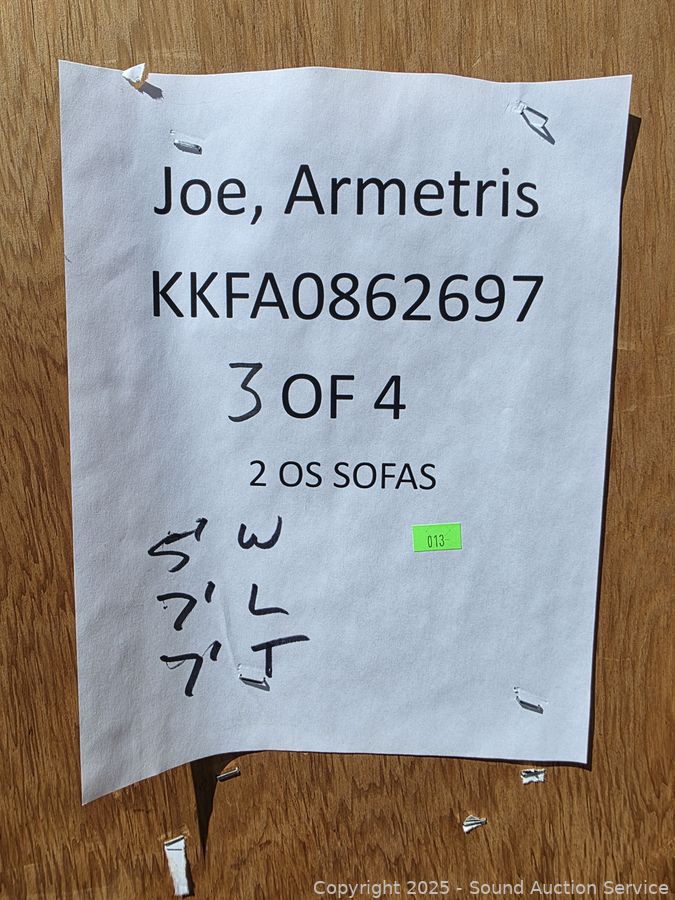 Joe, Armetris
KKFA0862697
3 OF 4
2 OS SOFAS
5' W
013
7' L
7' T
Copyright 2025 - Sound Auction Service